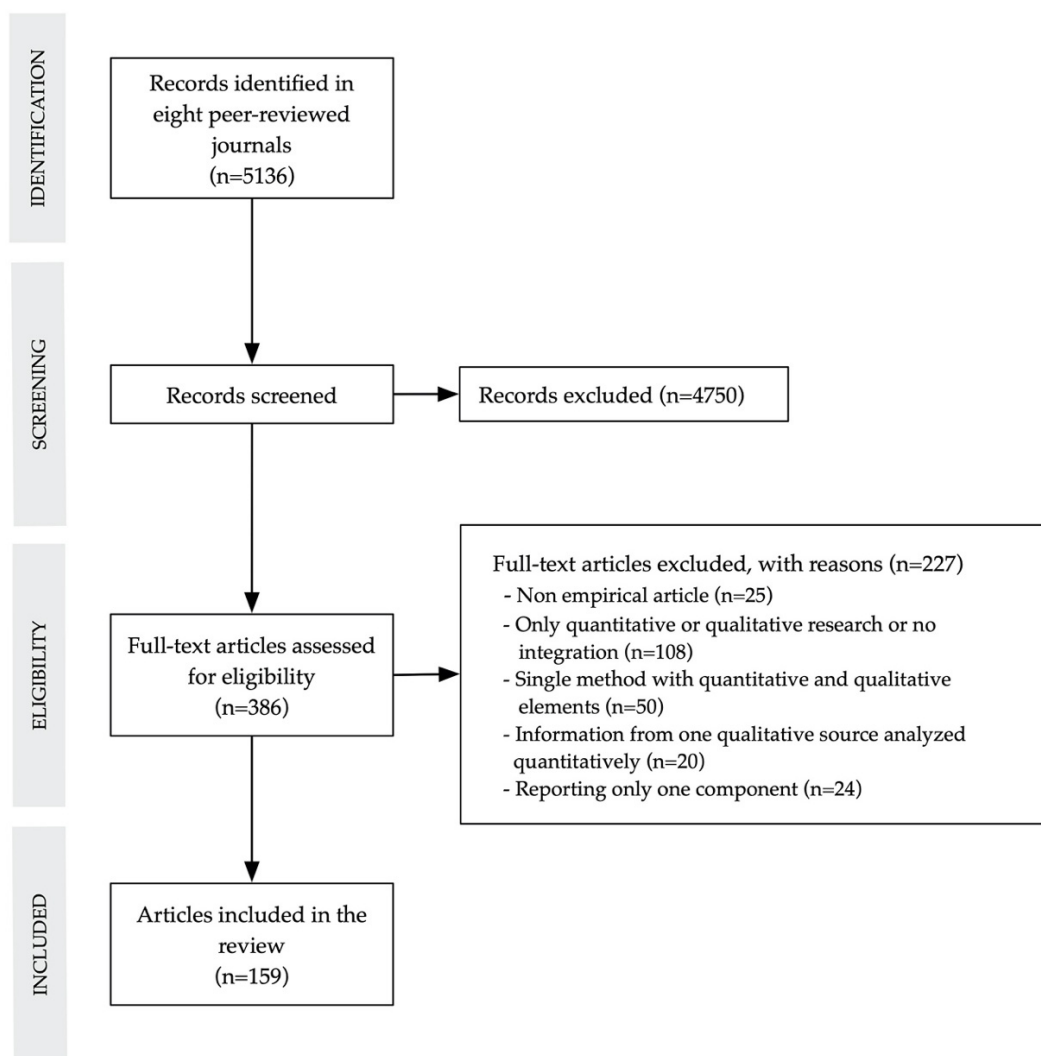 IDENTIFICATION
Records identified in
eight peer-reviewed
journals
(n=5136)
SCREENING
Records screened
Records excluded (n=4750)
ELIGIBILITY
Full-text articles assessed
for eligibility
(n=386)
Full-text articles excluded, with reasons (n=227)
- Non empirical article (n=25)
- Only quantitative or qualitative research or no
integration (n=108)
- Single method with quantitative and qualitative
elements (n=50)
- Information from one qualitative source analyzed
quantitatively (n=20)
- Reporting only one component (n=24)
INCLUDED
Articles included in the
review
(n=159)